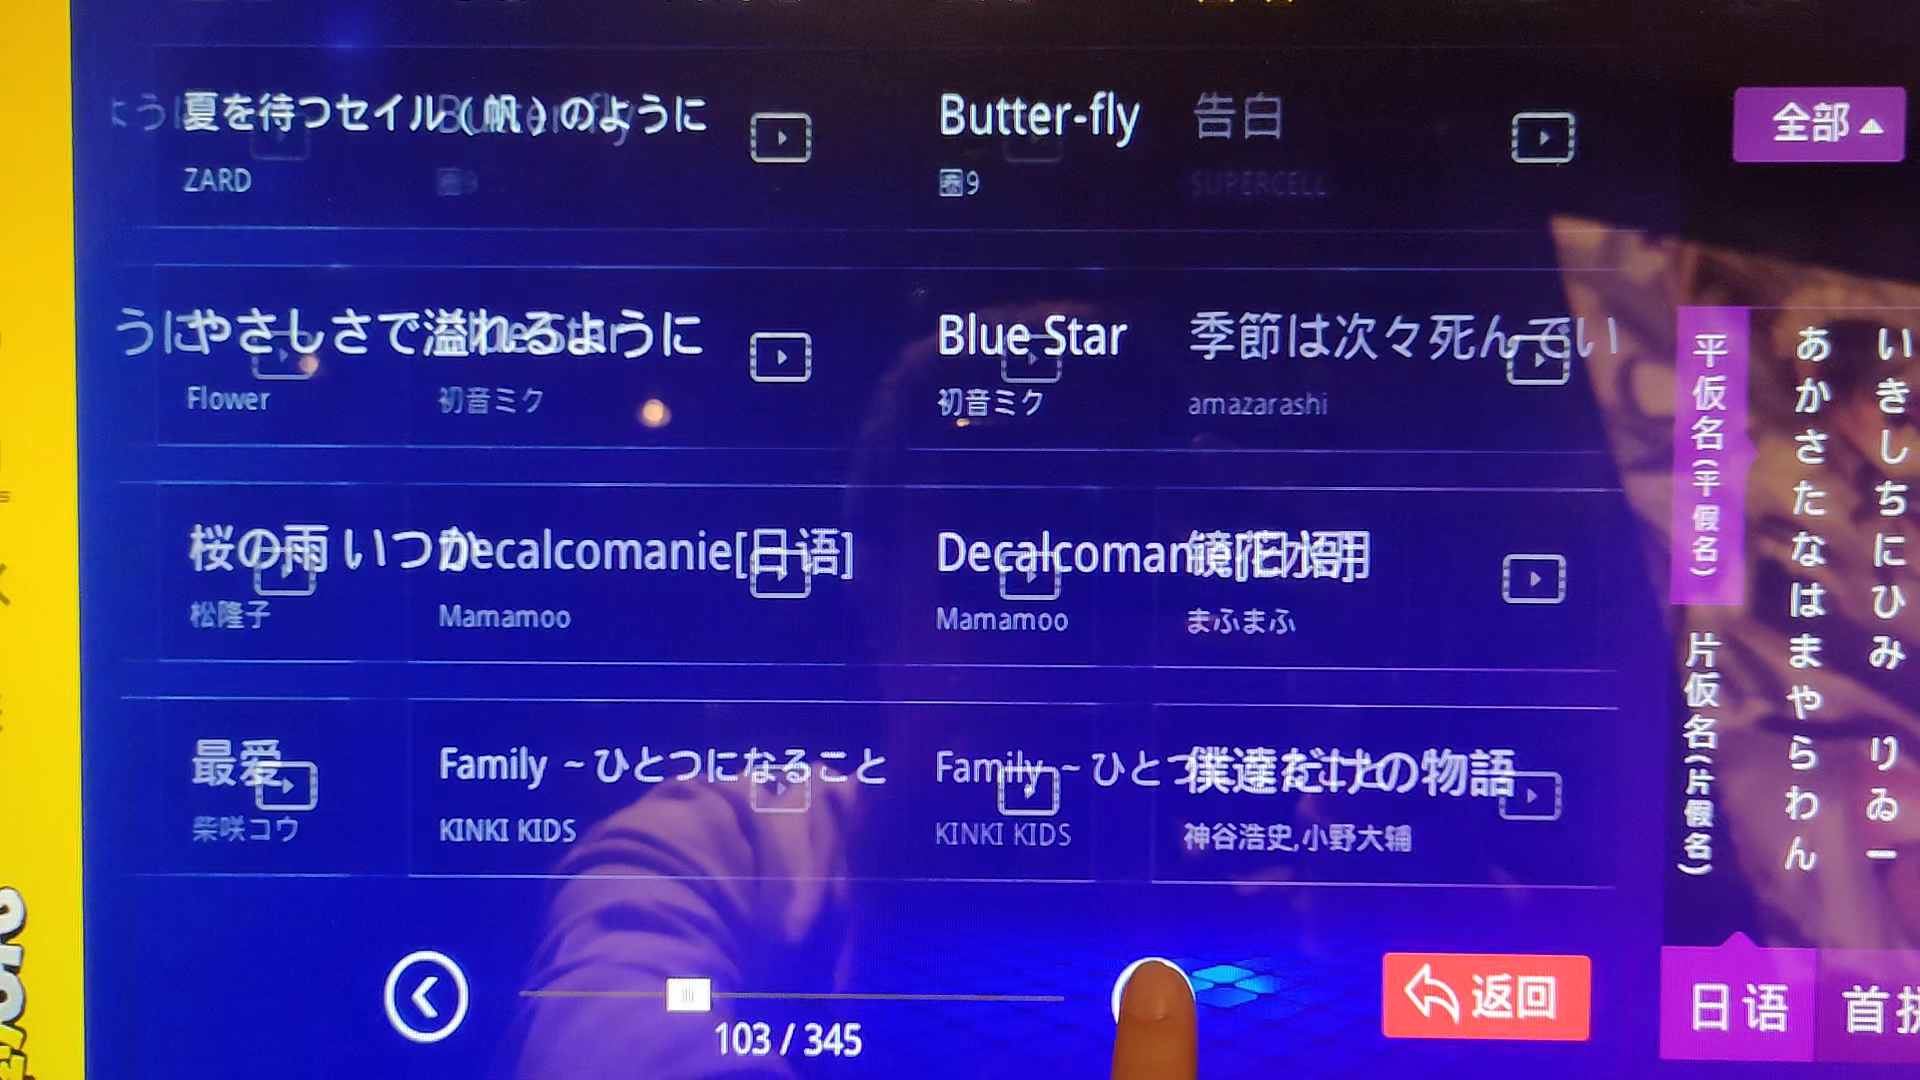 夏を待つセイル(帆)のように
ZARD
Butter-fly
圏9
告白
SUPERCELL
全部
やさしさで溢れるように
Flower
初音ミク
Blue Star
初音ミク
季節は次々死んでい
amazarashi
桜の雨 いつか
松隆子
Decalcomanie[日语]
Mamamoo
Decalcomanie[日语]
Mamamoo
まふまふ
最爱
柴咲コウ
Family ~ひとつになること
KINKI KIDS
Family ~ひとつになること
KINKI KIDS
僕達だけの物語
神谷浩史,小野大辅
平仮名(平假名)
片仮名(片假名)
あかさたなはまやらわん
いきしちにひみ りゐー
103 / 345
返回
日语
首拼